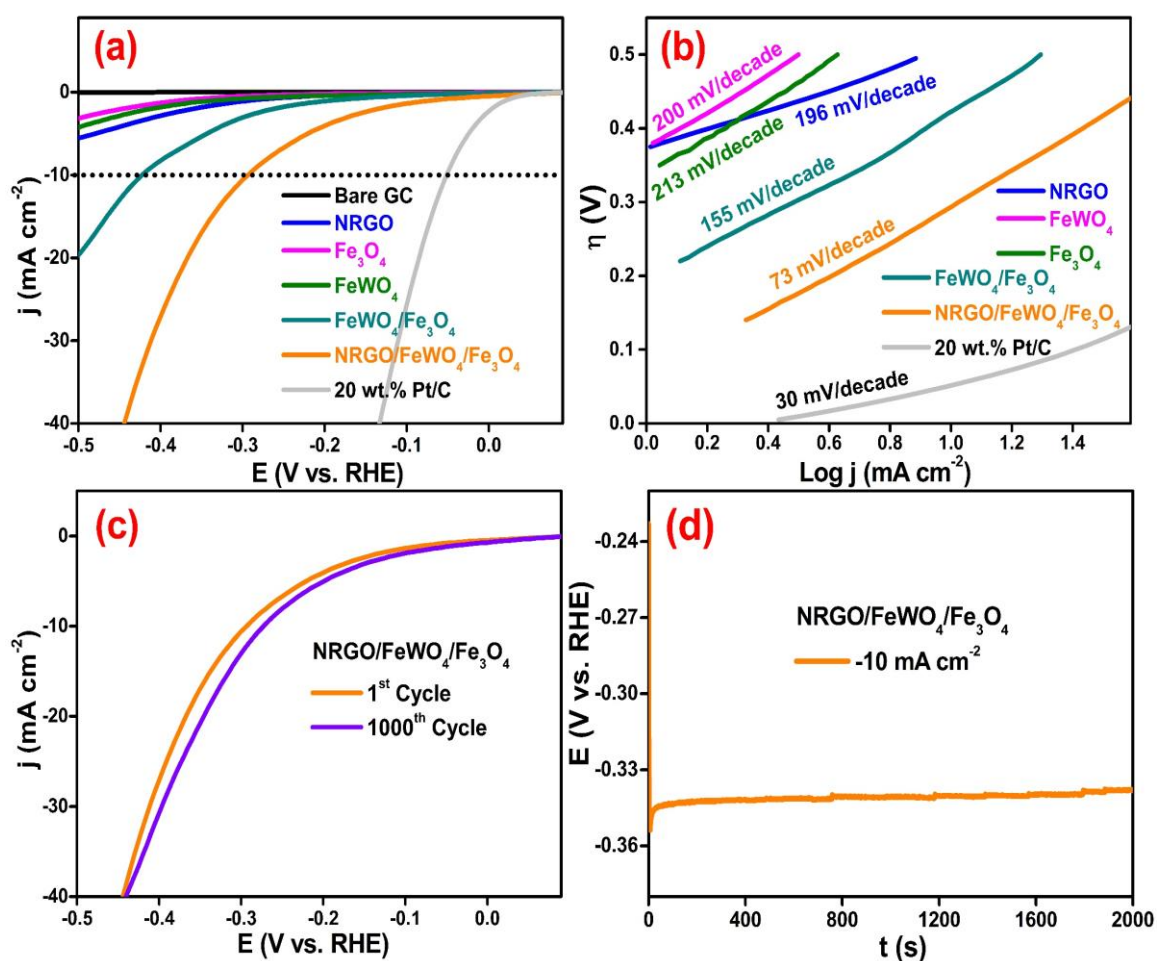 (a)
0
-10
-20
-30
-40
j (mA cm⁻²)
Bare GC
NRGO
Fe₃O₄
FeWO₄
FeWO₄/Fe₃O₄
NRGO/FeWO₄/Fe₃O₄
20 wt.% Pt/C
-0.5 -0.4 -0.3 -0.2 -0.1 0.0
E (V vs. RHE)
(b)
0.5
0.4
0.3
0.2
0.1
0.0
η (V)
200 mV/decade
196 mV/decade
213 mV/decade
155 mV/decade
73 mV/decade
30 mV/decade
NRGO
FeWO₄
Fe₃O₄
FeWO₄/Fe₃O₄
NRGO/FeWO₄/Fe₃O₄
20 wt.% Pt/C
0.0 0.2 0.4 0.6 0.8 1.0 1.2 1.4
Log j (mA cm⁻²)
(c)
0
-10
-20
-30
-40
j (mA cm⁻²)
NRGO/FeWO₄/Fe₃O₄
1ˢᵗ Cycle
1000ᵗʰ Cycle
-0.5 -0.4 -0.3 -0.2 -0.1 0.0
E (V vs. RHE)
(d)
-0.24
-0.27
-0.30
-0.33
-0.36
E (V vs. RHE)
NRGO/FeWO₄/Fe₃O₄
-10 mA cm⁻²
0 400 800 1200 1600 2000
t (s)